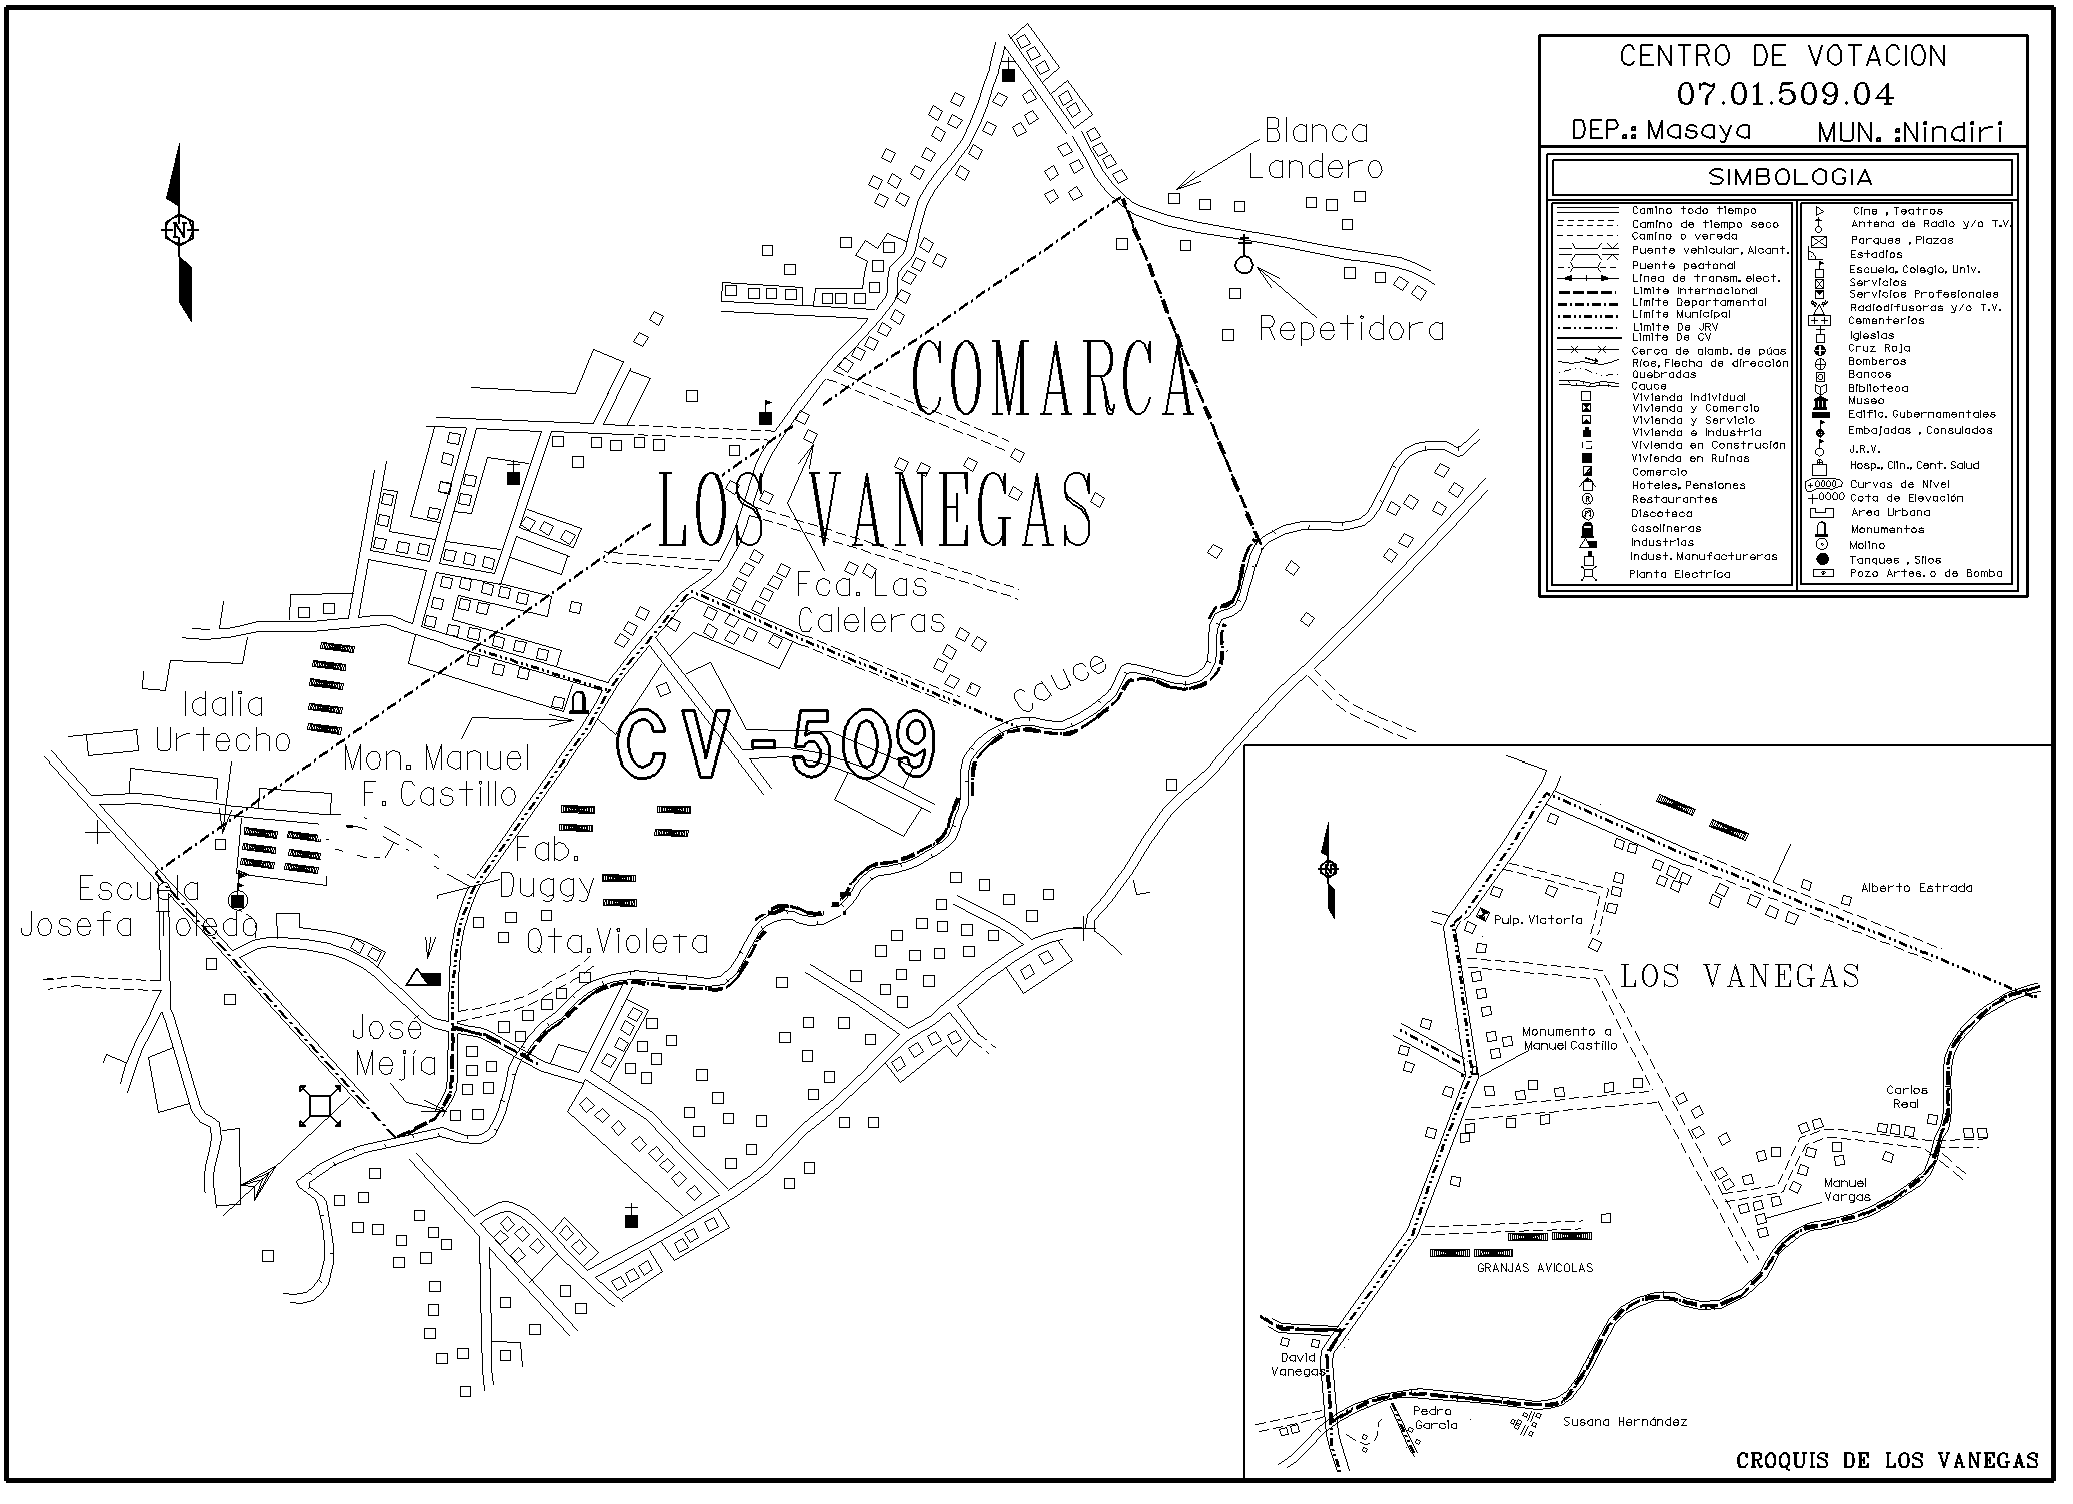 CENTRO DE VOTACION
07.01.509.04
DEP.: Masaya MUN. :Nindiri
SIMBOLOGIA
Camino todo tiempo
Camino de tiempo seco
Camino o vereda
Puente vehicular, Alcant.
Puente peatonal
Linea de transm. elect.
Limite Internacional
Limite Departamental
Limite Municipal
Limite De JRV
Limite De CV
Cerca de alamb. de púas
Ríos, Flecha de dirección
Quebradas
Cauce
Vivienda Individual
Vivienda y Comercio
Vivienda y Servicio
Vivienda e Industria
Vivienda en Construción
Vivienda en Ruinas
Comercio
Hoteles, Pensiones
Restaurantes
Discoteca
Gasolineras
Industrias
Indust. Manufactureras
Planta Electrica
Cine , Teatros
Antena de Radio y/o T.V.
Parques , Plazas
Estadios
Escuela, Colegio, Univ.
Servicios
Servicios Profesionales
Radiodifusoras y/o T.V.
Cementerios
Iglesias
Cruz Roja
Bomberos
Bancos
Biblioteca
Museo
Edific. Gubernamentales
Embajadas , Consulados
J.R.V.
Hosp., Clin., Cent. Salud
Curvas de Nivel
Cota de Elevación
Area Urbana
Monumentos
Molino
Tanques , Silos
Pozo Artes. o de Bomba
N
Blanca
Landero
Repetidora
COMARCA
LOS VANEGAS
Fca. Las
Caleleras
Cauce
Idalia
Urtecho
Mon. Manuel
F. Castillo
CV-509
Fab.
Duggy
Escuela
Josefa Toledo
Qta. Violeta
José
Mejía
Alberto Estrada
Pulp. Viatoria
LOS VANEGAS
Monumento a
Manuel Castillo
Carlos
Real
Manuel
Vargas
GRANJAS AVICOLAS
David
Vanegas
Pedro
García
Susana Hernández
CROQUIS DE LOS VANEGAS